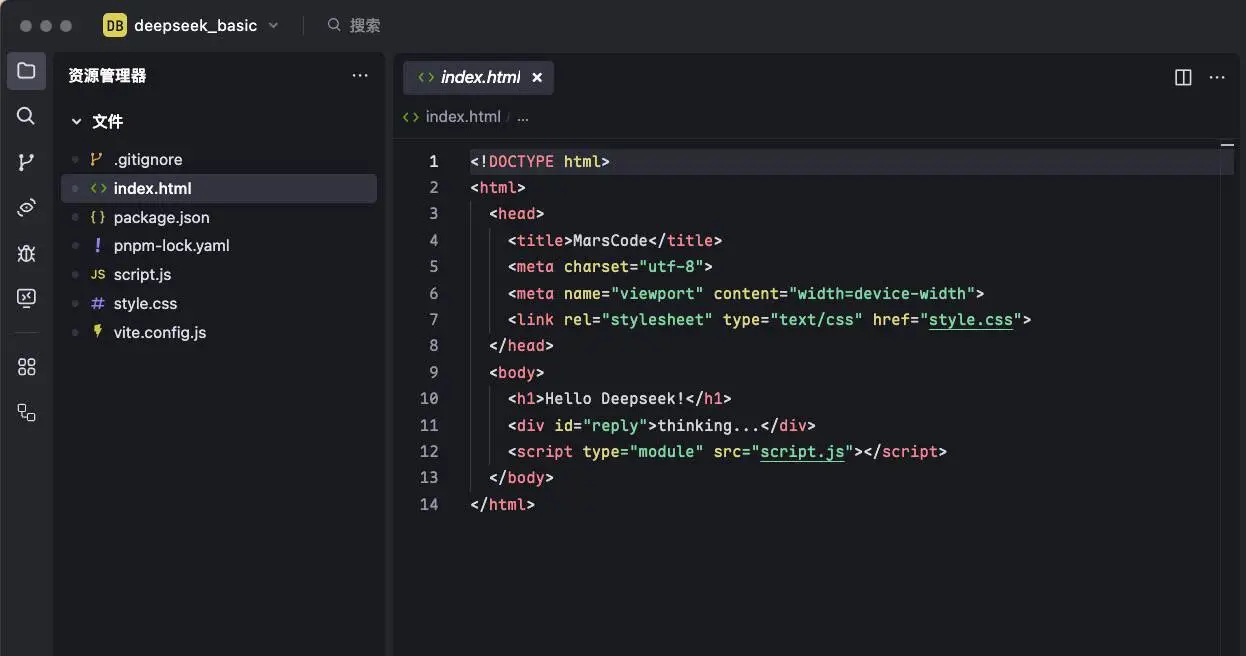 DB deepseek_basic 搜索
资源管理器 ...
文件
.gitignore
<> index.html
{} package.json
! pnpm-lock.yaml
JS script.js
# style.css
vite.config.js
<> index.html ×
...
<> index.html / ...
1 <!DOCTYPE html>
2 <html>
3   <head>
4     <title>MarsCode</title>
5     <meta charset="utf-8">
6     <meta name="viewport" content="width=device-width">
7     <link rel="stylesheet" type="text/css" href="style.css">
8   </head>
9   <body>
10     <h1>Hello Deepseek!</h1>
11     <div id="reply">thinking...</div>
12     <script type="module" src="script.js"></script>
13   </body>
14 </html>